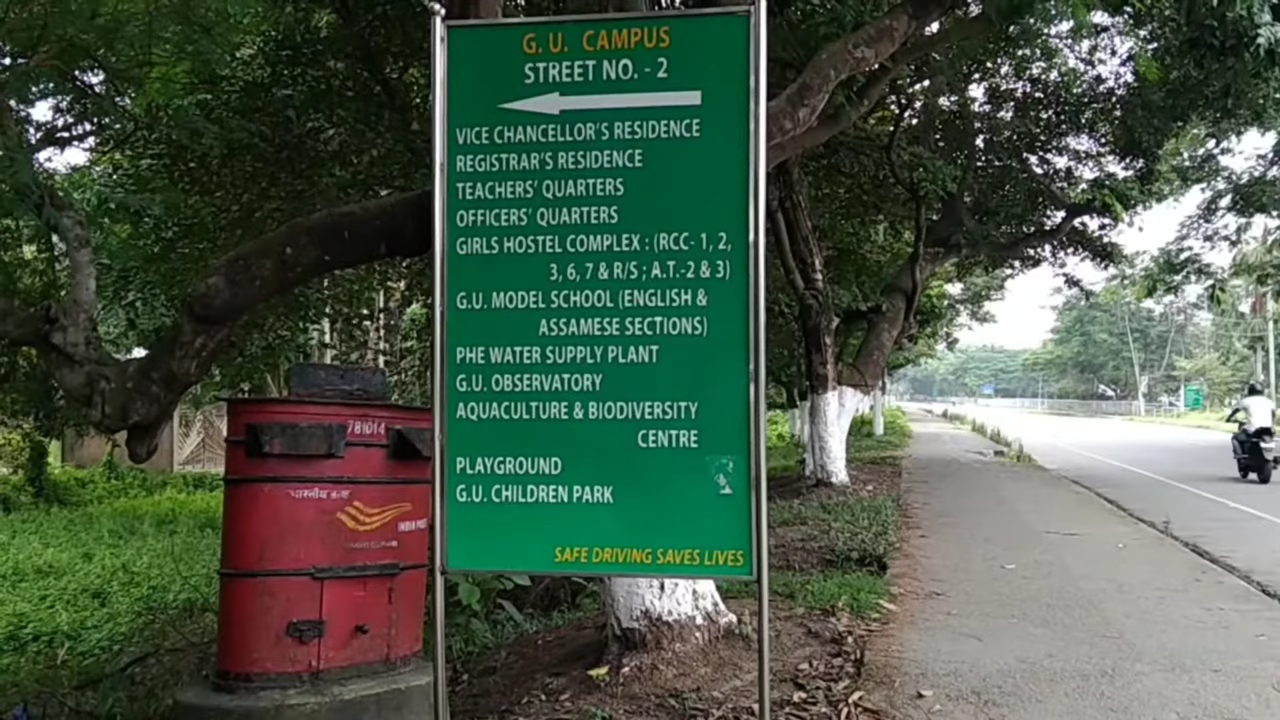 G. U. CAMPUS
STREET NO. - 2
VICE CHANCELLOR'S RESIDENCE
REGISTRAR'S RESIDENCE
TEACHERS' QUARTERS
OFFICERS' QUARTERS
GIRLS HOSTEL COMPLEX : (RCC- 1, 2,
3, 6, 7 & R/S ; A.T.-2 & 3)
G.U. MODEL SCHOOL (ENGLISH &
ASSAMESE SECTIONS)
PHE WATER SUPPLY PLANT
G.U. OBSERVATORY
AQUACULTURE & BIODIVERSITY
CENTRE
PLAYGROUND
G.U. CHILDREN PARK
SAFE DRIVING SAVES LIVES
781014
भारतीय डाक
INDIA POST